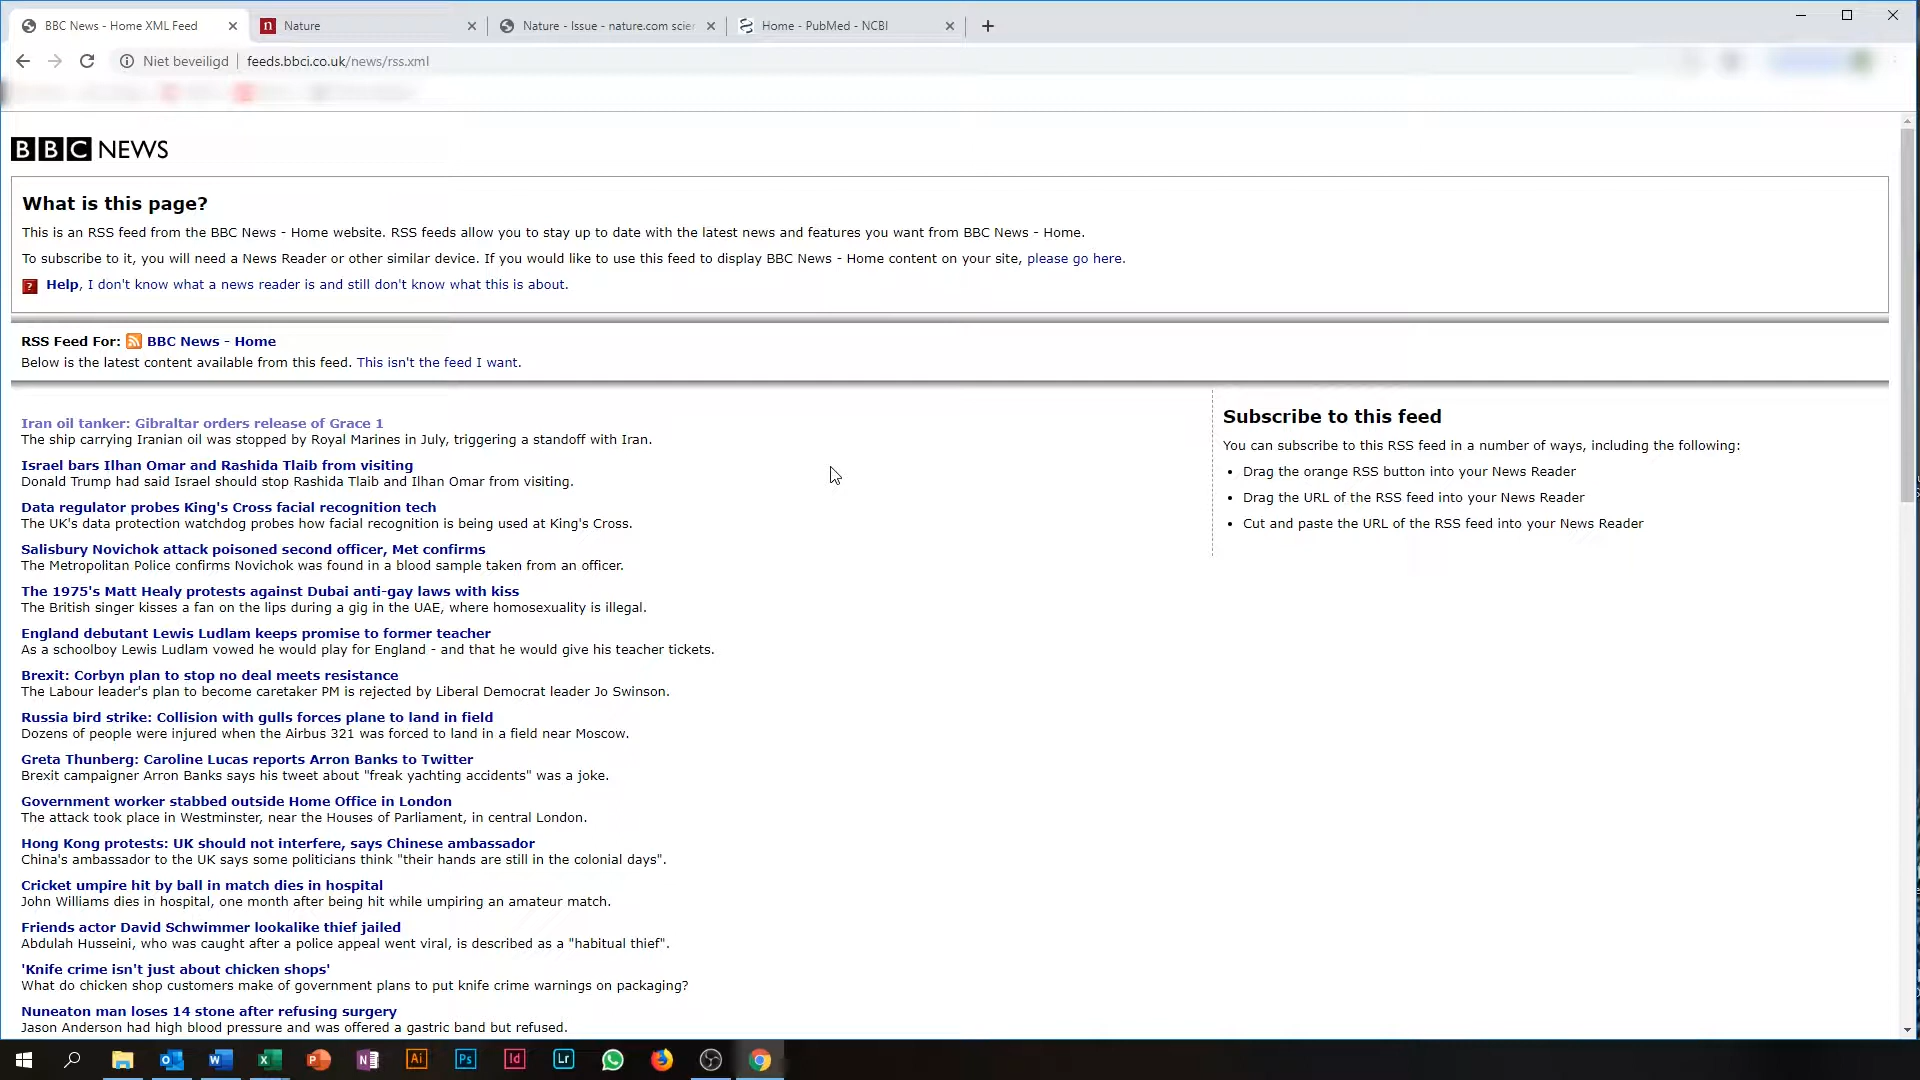 BBC News - Home XML Feed
n Nature
Nature - Issue - nature.com scien
Home - PubMed - NCBI
Niet beveiligd feeds.bbci.co.uk/news/rss.xml
BBC NEWS
What is this page?
This is an RSS feed from the BBC News - Home website. RSS feeds allow you to stay up to date with the latest news and features you want from BBC News - Home.
To subscribe to it, you will need a News Reader or other similar device. If you would like to use this feed to display BBC News - Home content on your site, please go here.
? Help, I don't know what a news reader is and still don't know what this is about.
RSS Feed For: BBC News - Home
Below is the latest content available from this feed. This isn't the feed I want.
Iran oil tanker: Gibraltar orders release of Grace 1
The ship carrying Iranian oil was stopped by Royal Marines in July, triggering a standoff with Iran.
Israel bars Ilhan Omar and Rashida Tlaib from visiting
Donald Trump had said Israel should stop Rashida Tlaib and Ilhan Omar from visiting.
Data regulator probes King's Cross facial recognition tech
The UK's data protection watchdog probes how facial recognition is being used at King's Cross.
Salisbury Novichok attack poisoned second officer, Met confirms
The Metropolitan Police confirms Novichok was found in a blood sample taken from an officer.
The 1975's Matt Healy protests against Dubai anti-gay laws with kiss
The British singer kisses a fan on the lips during a gig in the UAE, where homosexuality is illegal.
England debutant Lewis Ludlam keeps promise to former teacher
As a schoolboy Lewis Ludlam vowed he would play for England - and that he would give his teacher tickets.
Brexit: Corbyn plan to stop no deal meets resistance
The Labour leader's plan to become caretaker PM is rejected by Liberal Democrat leader Jo Swinson.
Russia bird strike: Collision with gulls forces plane to land in field
Dozens of people were injured when the Airbus 321 was forced to land in a field near Moscow.
Greta Thunberg: Caroline Lucas reports Arron Banks to Twitter
Brexit campaigner Arron Banks says his tweet about "freak yachting accidents" was a joke.
Government worker stabbed outside Home Office in London
The attack took place in Westminster, near the Houses of Parliament, in central London.
Hong Kong protests: UK should not interfere, says Chinese ambassador
China's ambassador to the UK says some politicians think "their hands are still in the colonial days".
Cricket umpire hit by ball in match dies in hospital
John Williams dies in hospital, one month after being hit while umpiring an amateur match.
Friends actor David Schwimmer lookalike thief jailed
Abdulah Husseini, who was caught after a police appeal went viral, is described as a "habitual thief".
'Knife crime isn't just about chicken shops'
What do chicken shop customers make of government plans to put knife crime warnings on packaging?
Nuneaton man loses 14 stone after refusing surgery
Jason Anderson had high blood pressure and was offered a gastric band but refused.
Subscribe to this feed
You can subscribe to this RSS feed in a number of ways, including the following:
• Drag the orange RSS button into your News Reader
• Drag the URL of the RSS feed into your News Reader
• Cut and paste the URL of the RSS feed into your News Reader
Ai Ps Id Lr